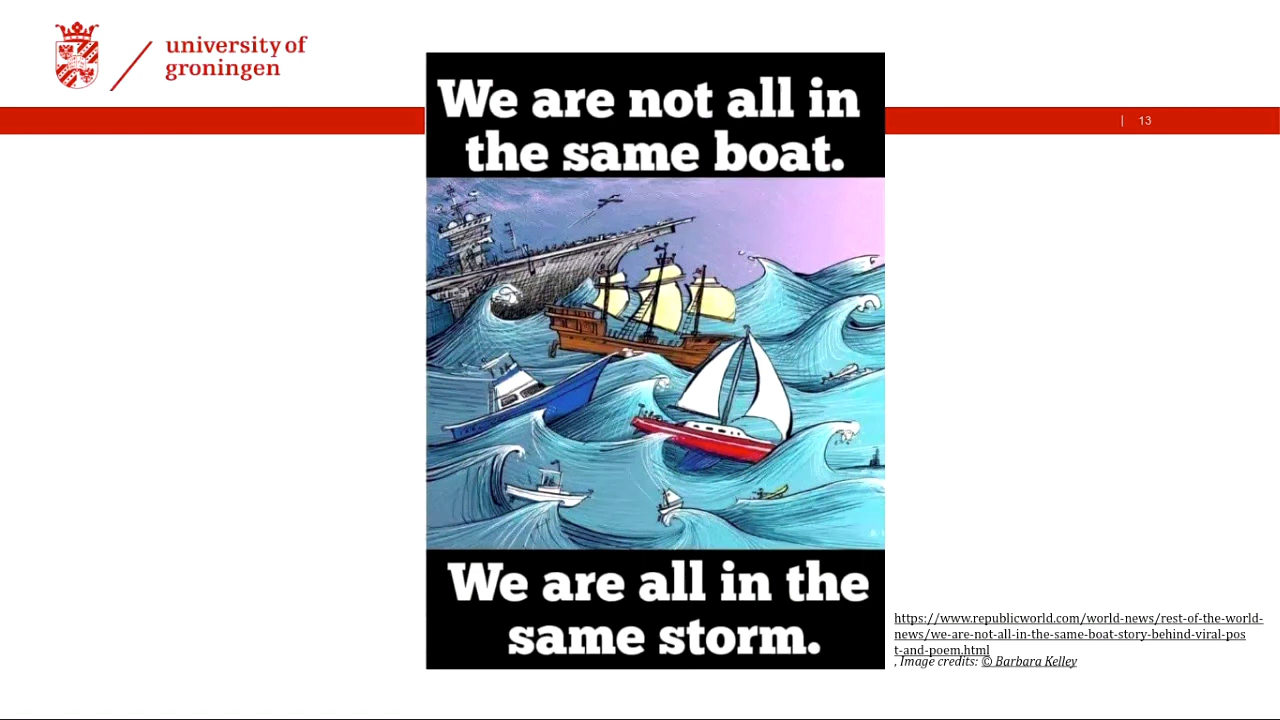 university of
groningen
We are not all in
the same boat.
| 13
We are all in the
same storm.
https://www.republicworld.com/world-news/rest-of-the-world-
news/we-are-not-all-in-the-same-boat-story-behind-viral-pos
t-and-poem.html
, Image credits: © Barbara Kelley